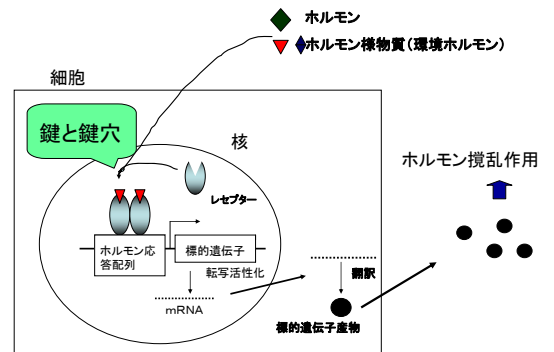 ホルモン
ホルモン様物質(環境ホルモン)
細胞
鍵と鍵穴
核
レセプター
ホルモン撹乱作用
ホルモン応
答配列
標的遺伝子
転写活性化
mRNA
翻訳
標的遺伝子産物